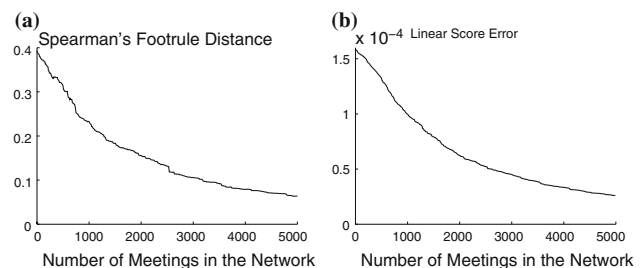 (a)
Spearman's Footrule Distance
0.4
0.3
0.2
0.1
0
0 1000 2000 3000 4000 5000
Number of Meetings in the Network
(b)
x 10⁻⁴ Linear Score Error
1.5
1
0.5
0
0 1000 2000 3000 4000 5000
Number of Meetings in the Network